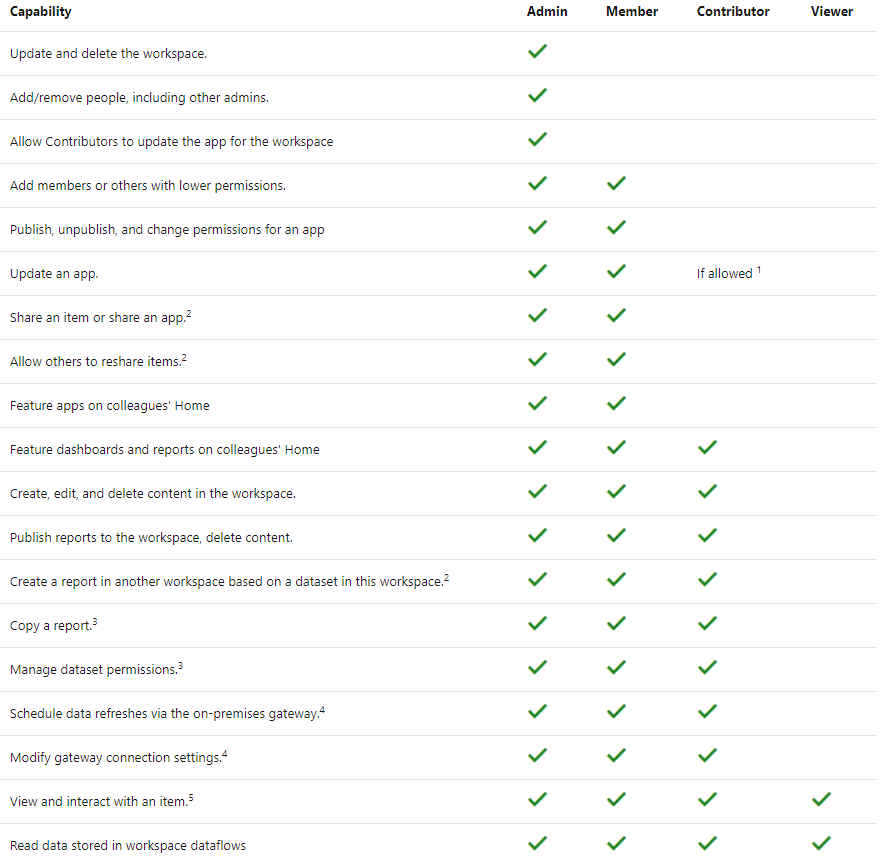 Capability Admin Member Contributor Viewer
Update and delete the workspace.
Add/remove people, including other admins.
Allow Contributors to update the app for the workspace
Add members or others with lower permissions.
Publish, unpublish, and change permissions for an app
Update an app. If allowed 1
Share an item or share an app.2
Allow others to reshare items.2
Feature apps on colleagues' Home
Feature dashboards and reports on colleagues' Home
Create, edit, and delete content in the workspace.
Publish reports to the workspace, delete content.
Create a report in another workspace based on a dataset in this workspace.2
Copy a report.3
Manage dataset permissions.3
Schedule data refreshes via the on-premises gateway.4
Modify gateway connection settings.4
View and interact with an item.5
Read data stored in workspace dataflows